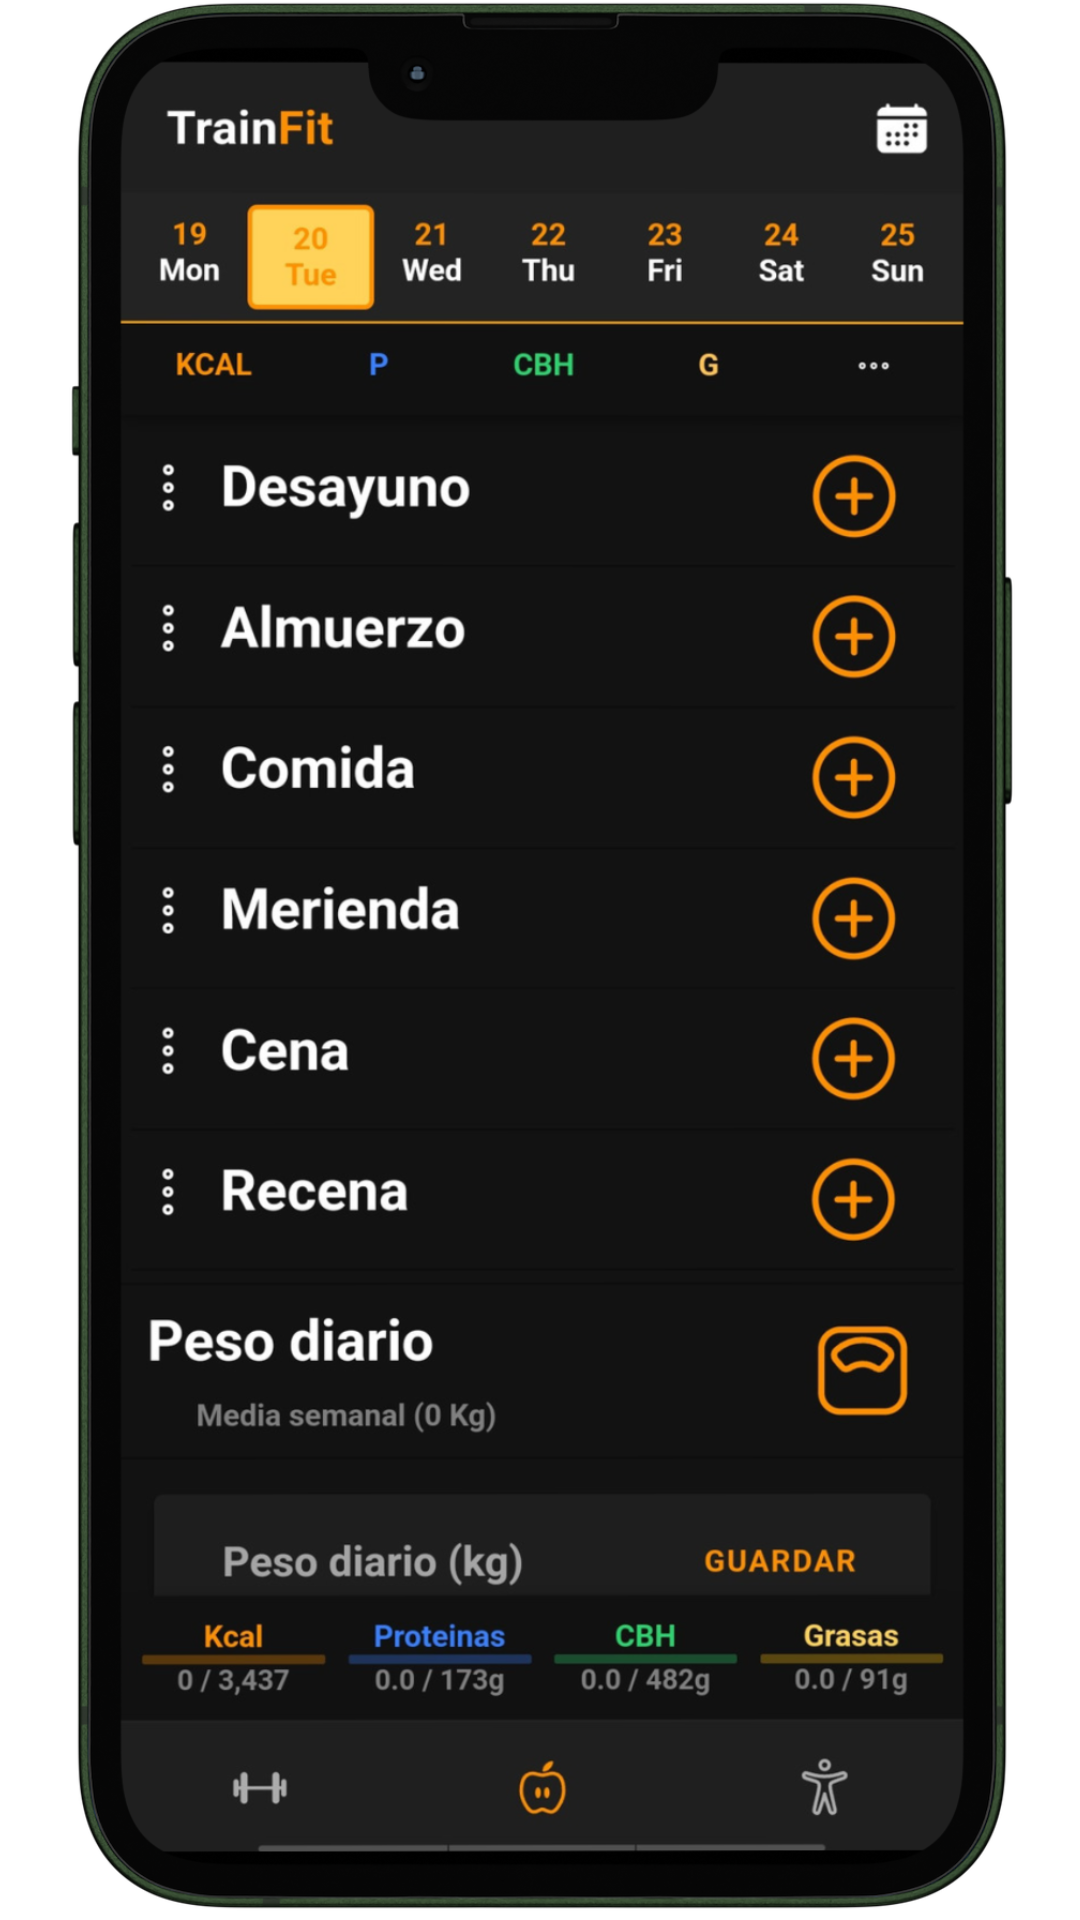 TrainFit
19 20 21 22 23 24 25
Mon Tue Wed Thu Fri Sat Sun
KCAL P CBH G
Desayuno
Almuerzo
Comida
Merienda
Cena
Recena
Peso diario
Media semanal (0 Kg)
Peso diario (kg) GUARDAR
Kcal Proteinas CBH Grasas
0 / 3,437 0.0 / 173g 0.0 / 482g 0.0 / 91g